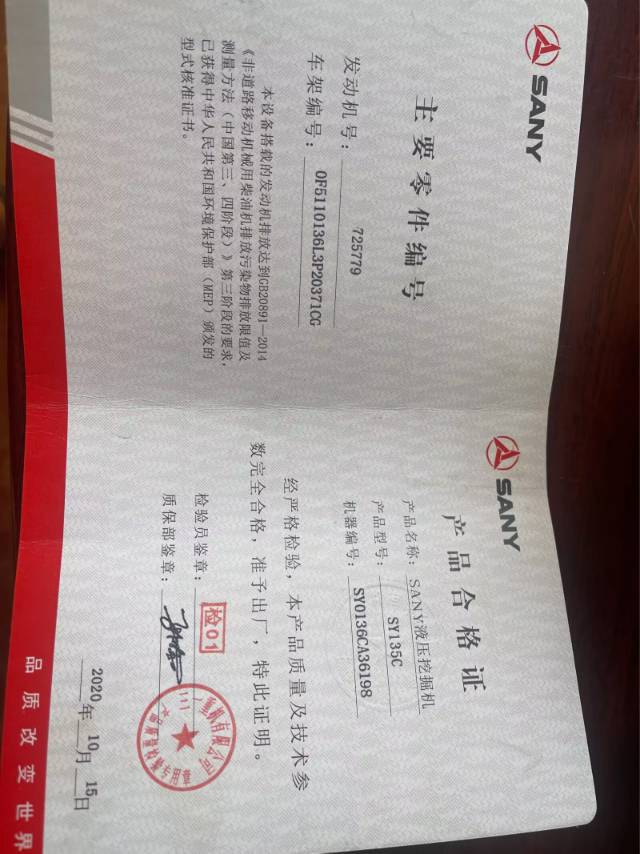 SANY
主要零件编号
发动机号：725779
车架编号：OF5110136L3P20371CG
本设备搭载的发动机排放达到GB20891—2014
《非道路移动机械用柴油机排放污染物排放限值及
测量方法（中国第三、四阶段）》第三阶段的要求，
已获得中华人民共和国环境保护部（MEP）颁发的
型式核准证书。
SANY
产品合格证
产品名称：SANY液压挖掘机
产品型号：SY135C
机器编号：SY0136CA36198
经严格检验，本产品质量及技术参
数完全合格，准予出厂，特此证明。
检验员鉴章：检01
质保部鉴章：
有限公司
2020年10月15日
品质改变世界